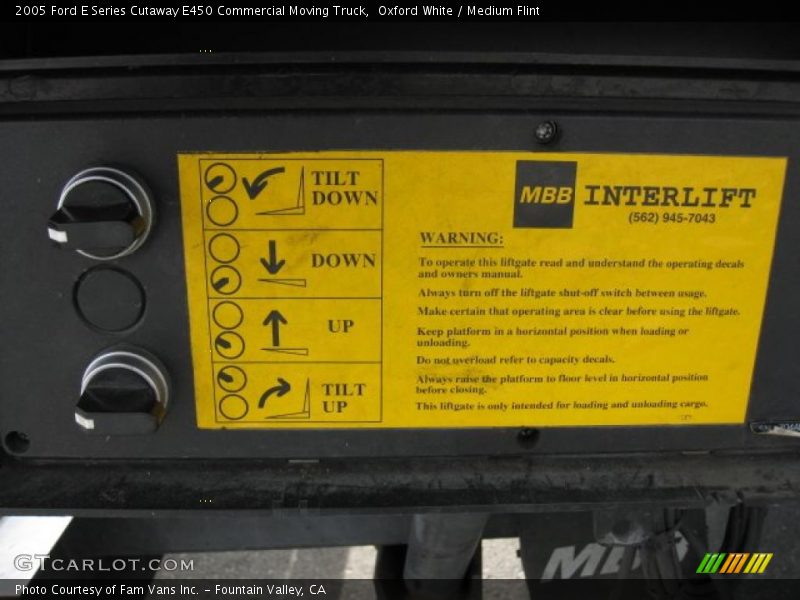 2005 Ford E Series Cutaway E450 Commercial Moving Truck,  Oxford White / Medium Flint
TILT
DOWN
DOWN
UP
TILT
UP
MBB INTERLIFT
(562) 945-7043
WARNING:
To operate this liftgate read and understand the operating decals
and owners manual.
Always turn off the liftgate shut-off switch between usage.
Make certain that operating area is clear before using the liftgate.
Keep platform in a horizontal position when loading or
unloading.
Do not overload refer to capacity decals.
Always raise the platform to floor level in horizontal position
before closing.
This liftgate is only intended for loading and unloading cargo.
GTCARLOT.COM
Photo Courtesy of Fam Vans Inc. - Fountain Valley, CA